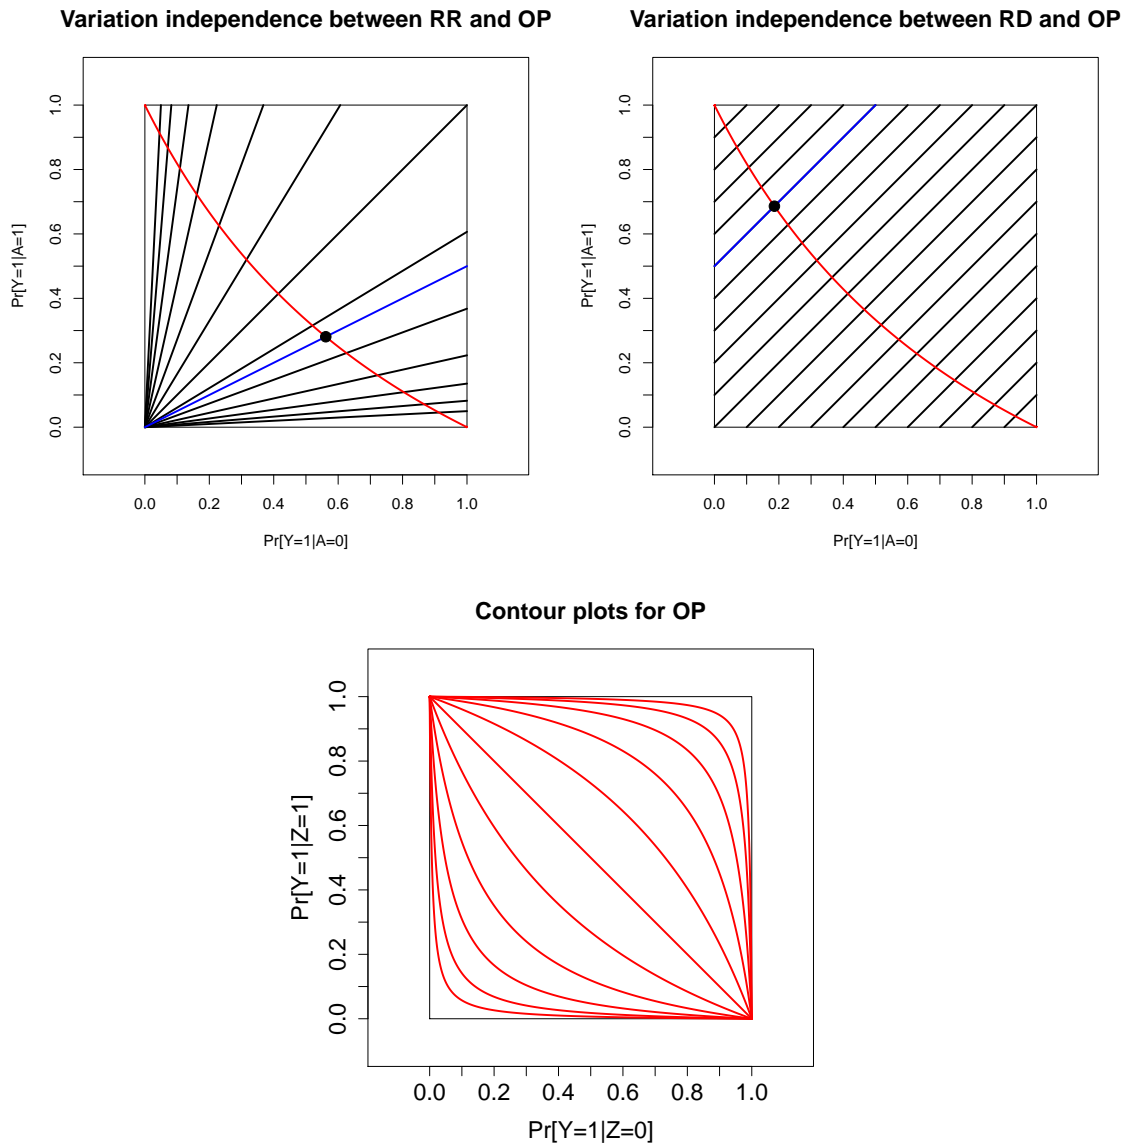 Variation independence between RR and OP
Pr[Y=1|A=1]
1.0
0.8
0.6
0.4
0.2
0.0
0.0 0.2 0.4 0.6 0.8 1.0
Pr[Y=1|A=0]
Variation independence between RD and OP
Pr[Y=1|A=1]
1.0
0.8
0.6
0.4
0.2
0.0
0.0 0.2 0.4 0.6 0.8 1.0
Pr[Y=1|A=0]
Contour plots for OP
Pr[Y=1|Z=1]
1.0
0.8
0.6
0.4
0.2
0.0
0.0 0.2 0.4 0.6 0.8 1.0
Pr[Y=1|Z=0]